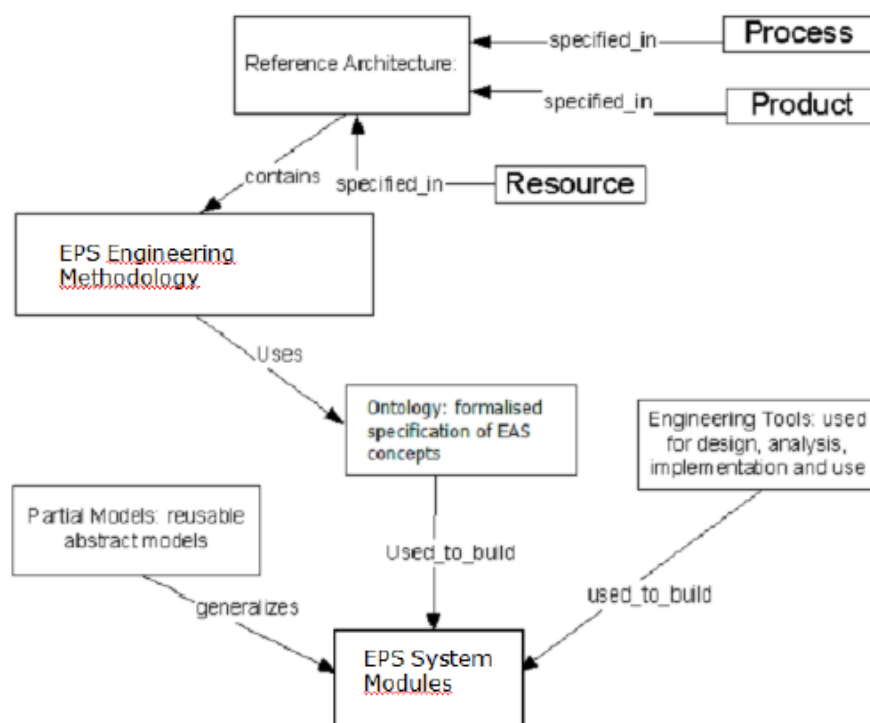 specified_in
Process
Reference Architecture:
specified_in
Product
contains
specified_in
Resource
EPS Engineering
Methodology
Uses
Ontology: formalised
specification of EAS
concepts
Engineering Tools: used
for design, analysis,
implementation and use
Partial Models: reusable
abstract models
Used_to_build
generalizes
used_to_build
EPS System
Modules